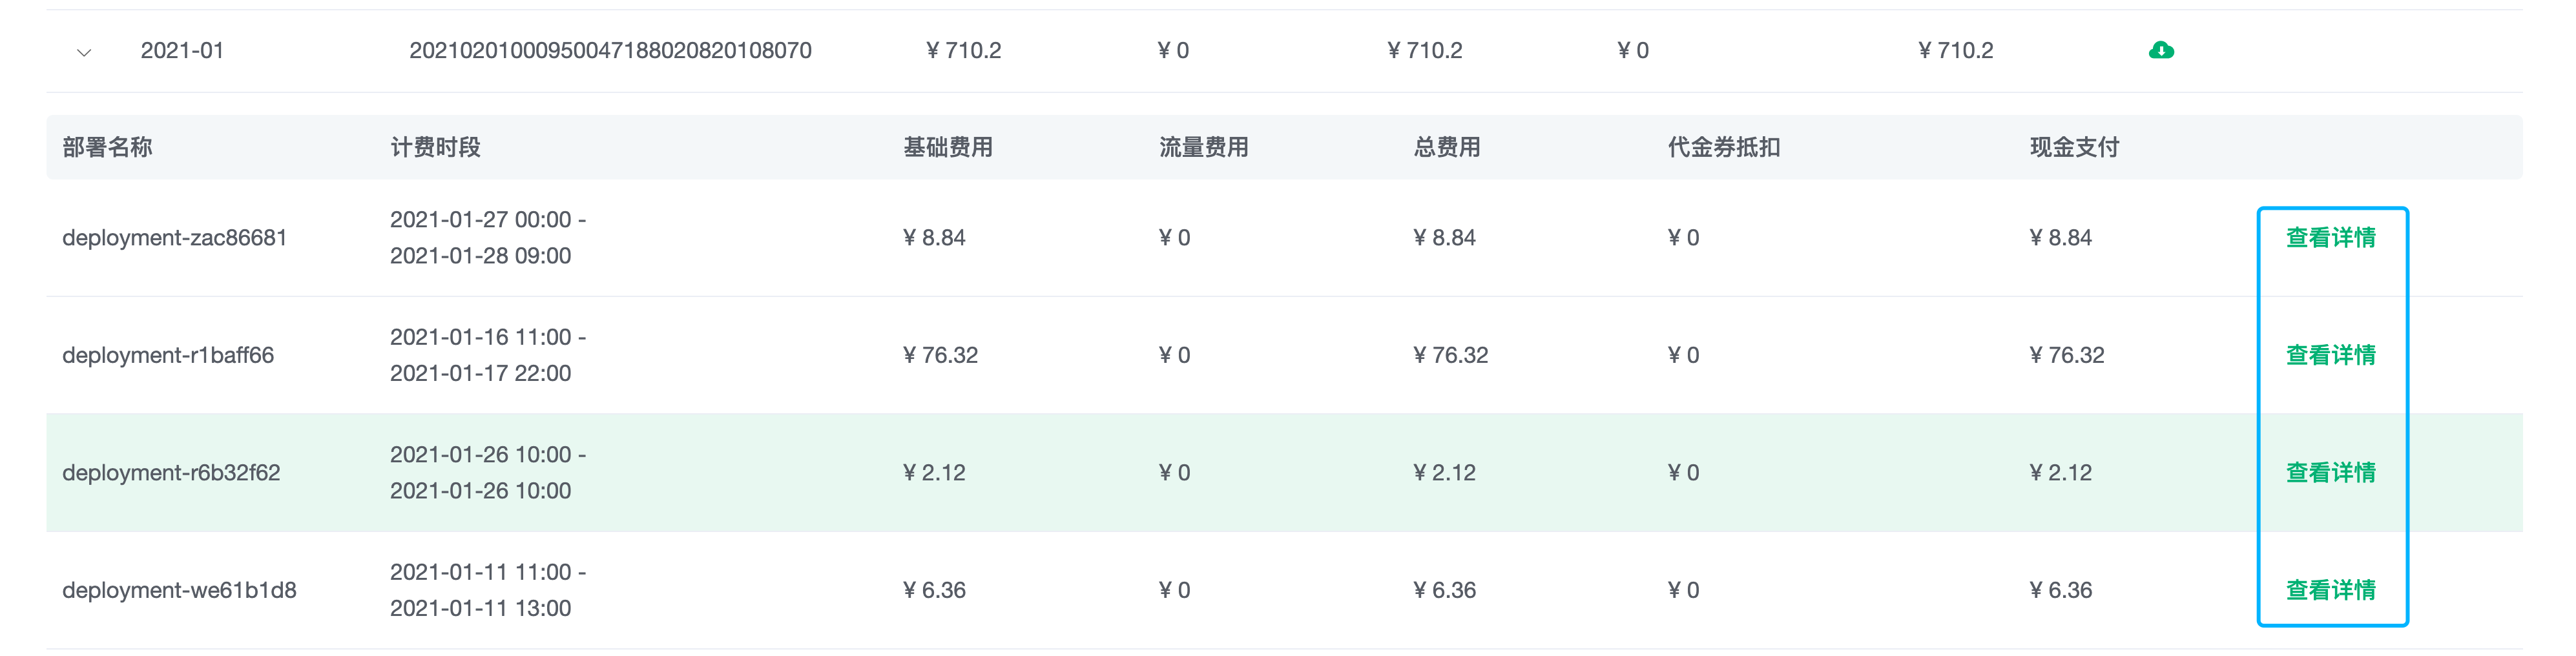 2021-01 20210201000950047188020820108070 ¥ 710.2 ¥ 0 ¥ 710.2 ¥ 0 ¥ 710.2
部署名称 计费时段 基础费用 流量费用 总费用 代金券抵扣 现金支付
deployment-zac86681 2021-01-27 00:00 - ¥ 8.84 ¥ 0 ¥ 8.84 ¥ 0 ¥ 8.84 查看详情
2021-01-28 09:00
deployment-r1baff66 2021-01-16 11:00 - ¥ 76.32 ¥ 0 ¥ 76.32 ¥ 0 ¥ 76.32 查看详情
2021-01-17 22:00
deployment-r6b32f62 2021-01-26 10:00 - ¥ 2.12 ¥ 0 ¥ 2.12 ¥ 0 ¥ 2.12 查看详情
2021-01-26 10:00
deployment-we61b1d8 2021-01-11 11:00 - ¥ 6.36 ¥ 0 ¥ 6.36 ¥ 0 ¥ 6.36 查看详情
2021-01-11 13:00